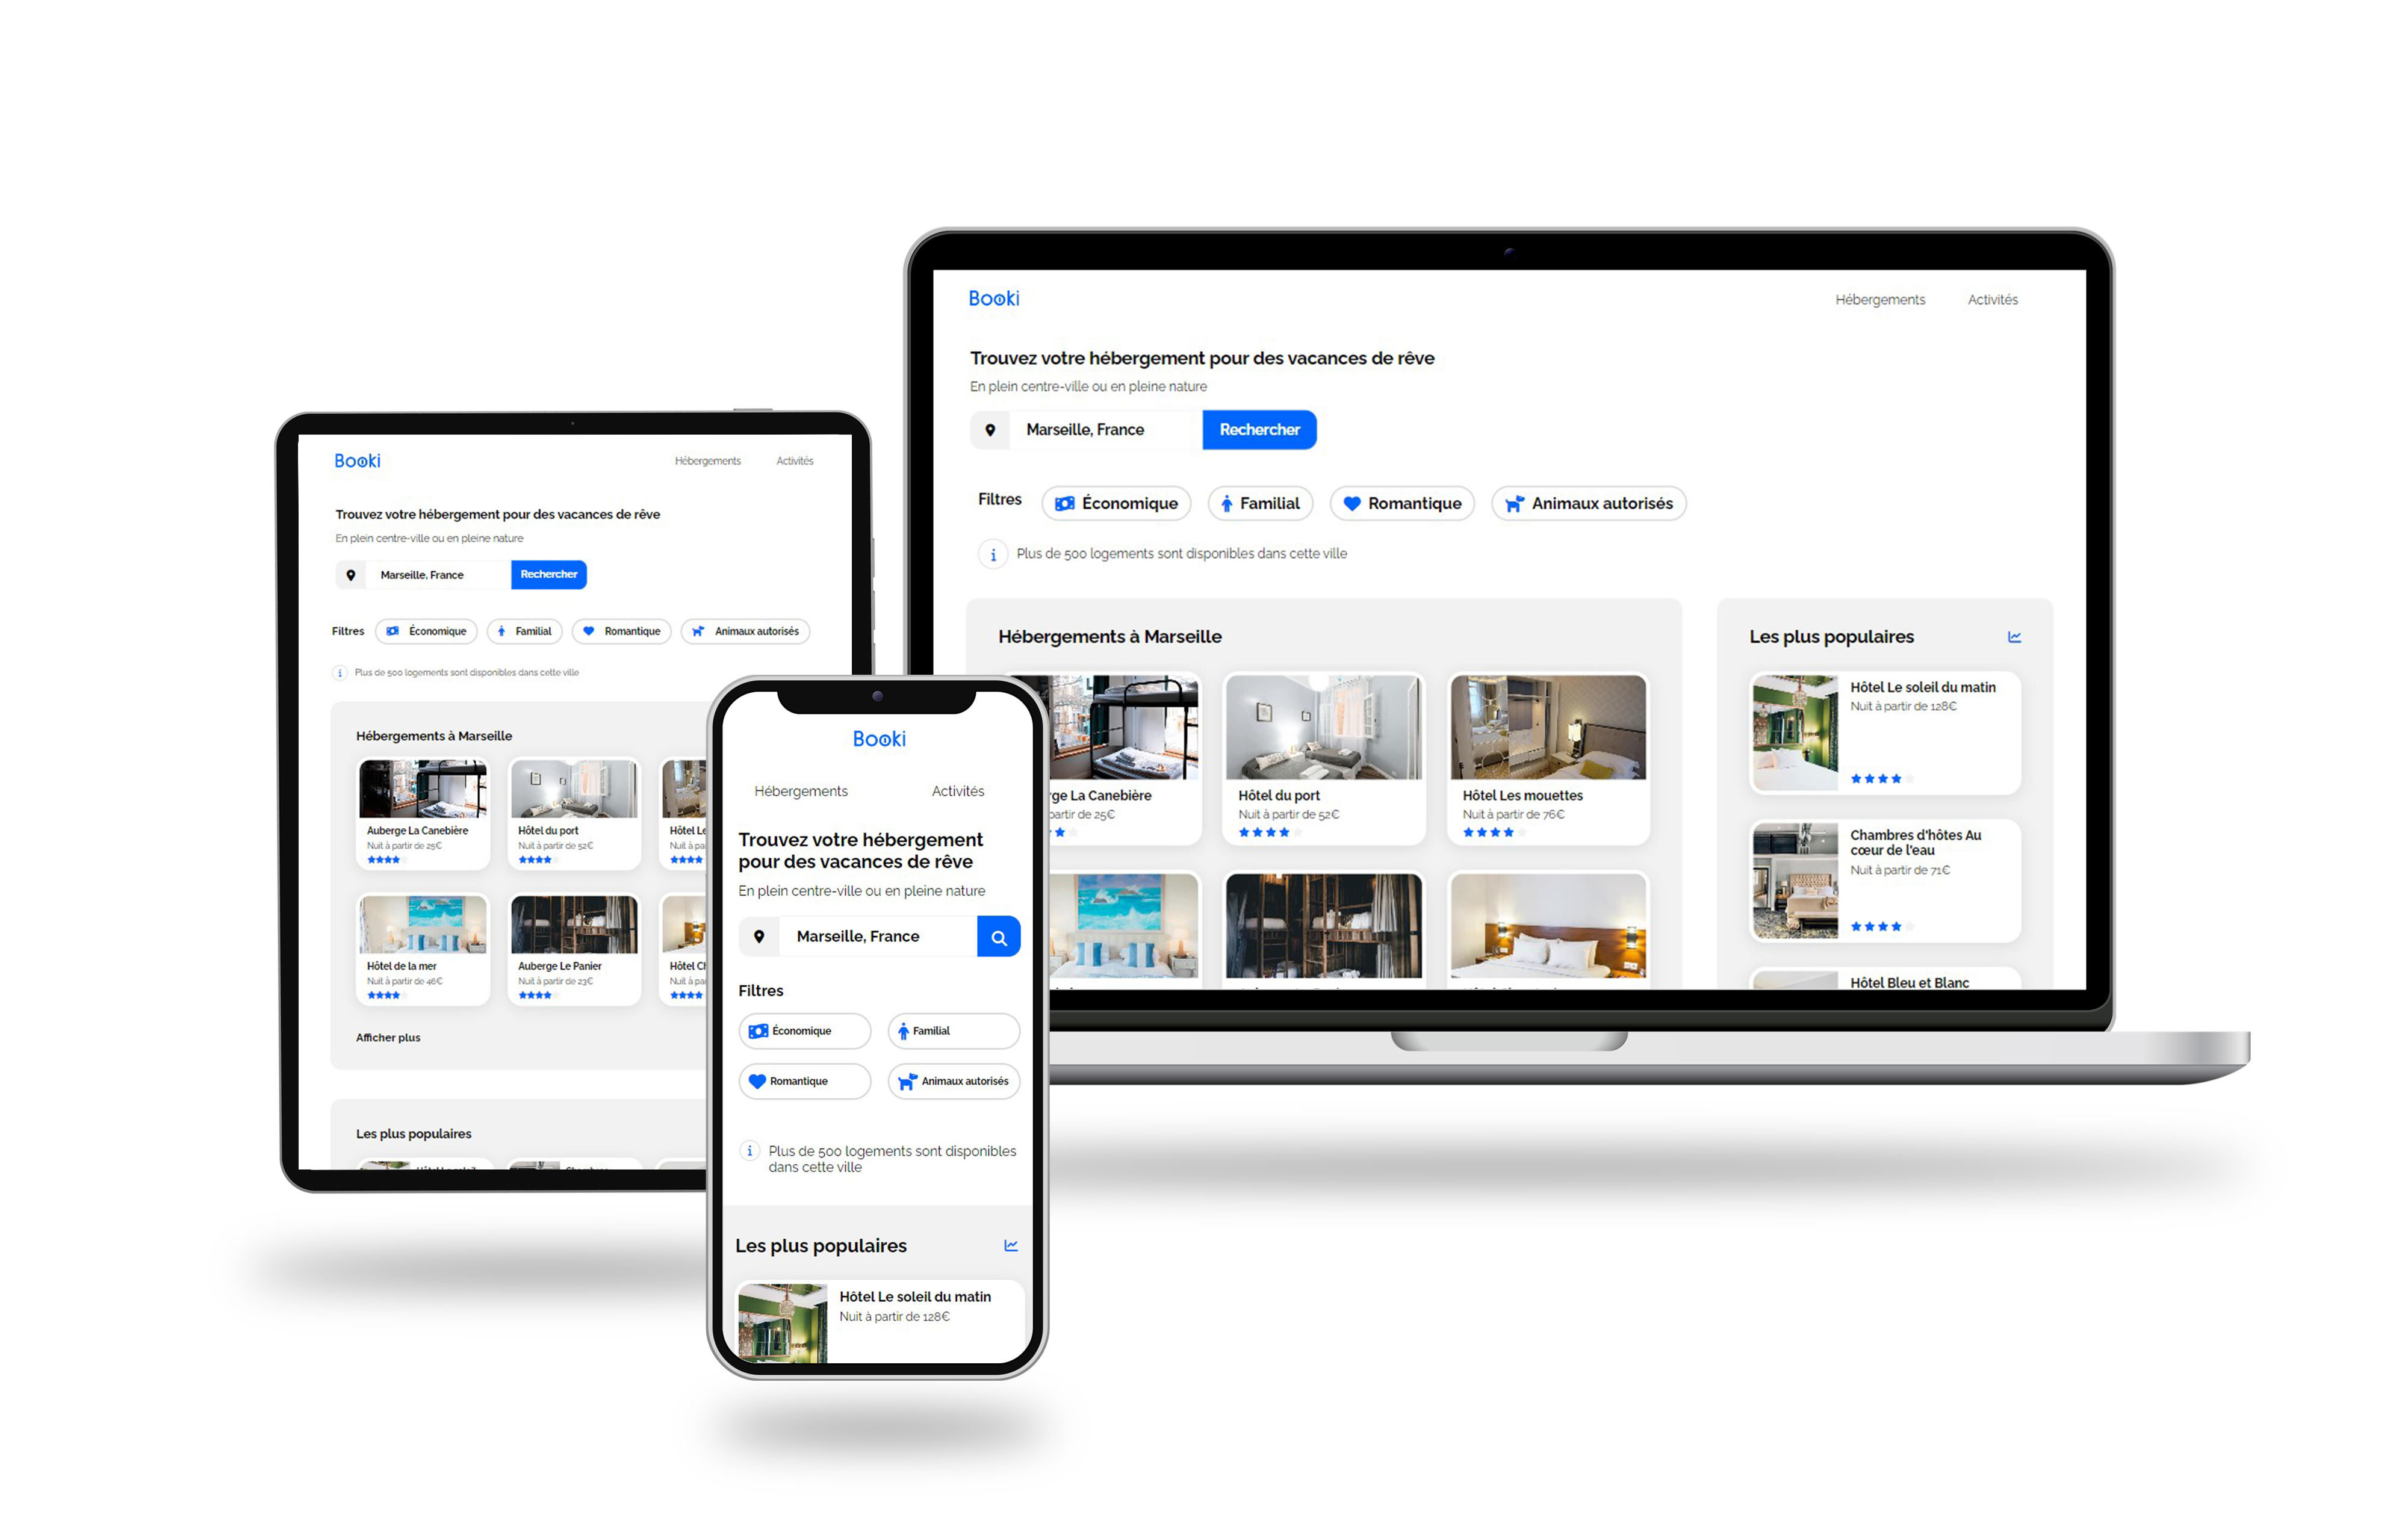 Booki
Hébergements
Activités
Trouvez votre hébergement pour des vacances de rêve
En plein centre-ville ou en pleine nature
Marseille, France
Rechercher
Filtres
Économique
Familial
Romantique
Animaux autorisés
Plus de 500 logements sont disponibles dans cette ville
Hébergements à Marseille
ge La Canebière
partir de 25€
Hôtel du port
Nuit à partir de 52€
Hôtel Les mouettes
Nuit à partir de 76€
Les plus populaires
Hôtel Le soleil du matin
Nuit à partir de 128€
Chambres d'hôtes Au
cœur de l'eau
Nuit à partir de 71€
Hôtel Bleu et Blanc
Booki
Hébergements
Activités
Trouvez votre hébergement pour des vacances de rêve
En plein centre-ville ou en pleine nature
Marseille, France
Rechercher
Filtres
Économique
Familial
Romantique
Animaux autorisés
Plus de 500 logements sont disponibles dans cette ville
Hébergements à Marseille
Auberge La Canebière
Nuit à partir de 25€
Hôtel du port
Nuit à partir de 52€
Hôtel Le
Nuit à pa
Hôtel de la mer
Nuit à partir de 46€
Auberge Le Panier
Nuit à partir de 23€
Hôtel Ch
Nuit à pa
Afficher plus
Les plus populaires
Booki
Hébergements
Activités
Trouvez votre hébergement
pour des vacances de rêve
En plein centre-ville ou en pleine nature
Marseille, France
Filtres
Économique
Familial
Romantique
Animaux autorisés
Plus de 500 logements sont disponibles
dans cette ville
Les plus populaires
Hôtel Le soleil du matin
Nuit à partir de 128€